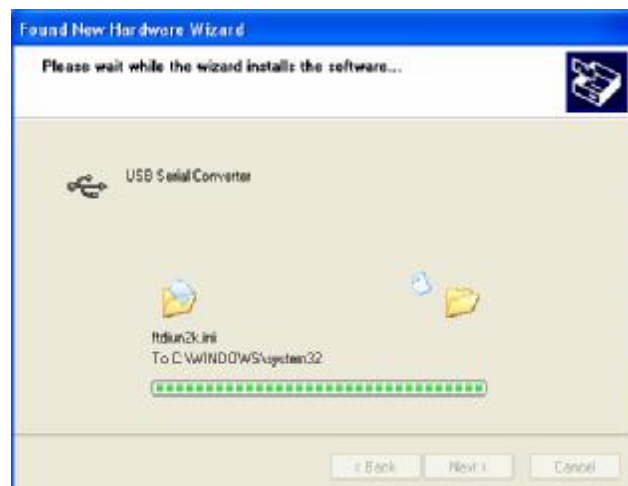 Found New Hardware Wizard
Please wait while the wizard installs the software...
USB Serial Converter
ftdiun2k.ini
To C:\WINDOWS\system32
< Back
Next >
Cancel